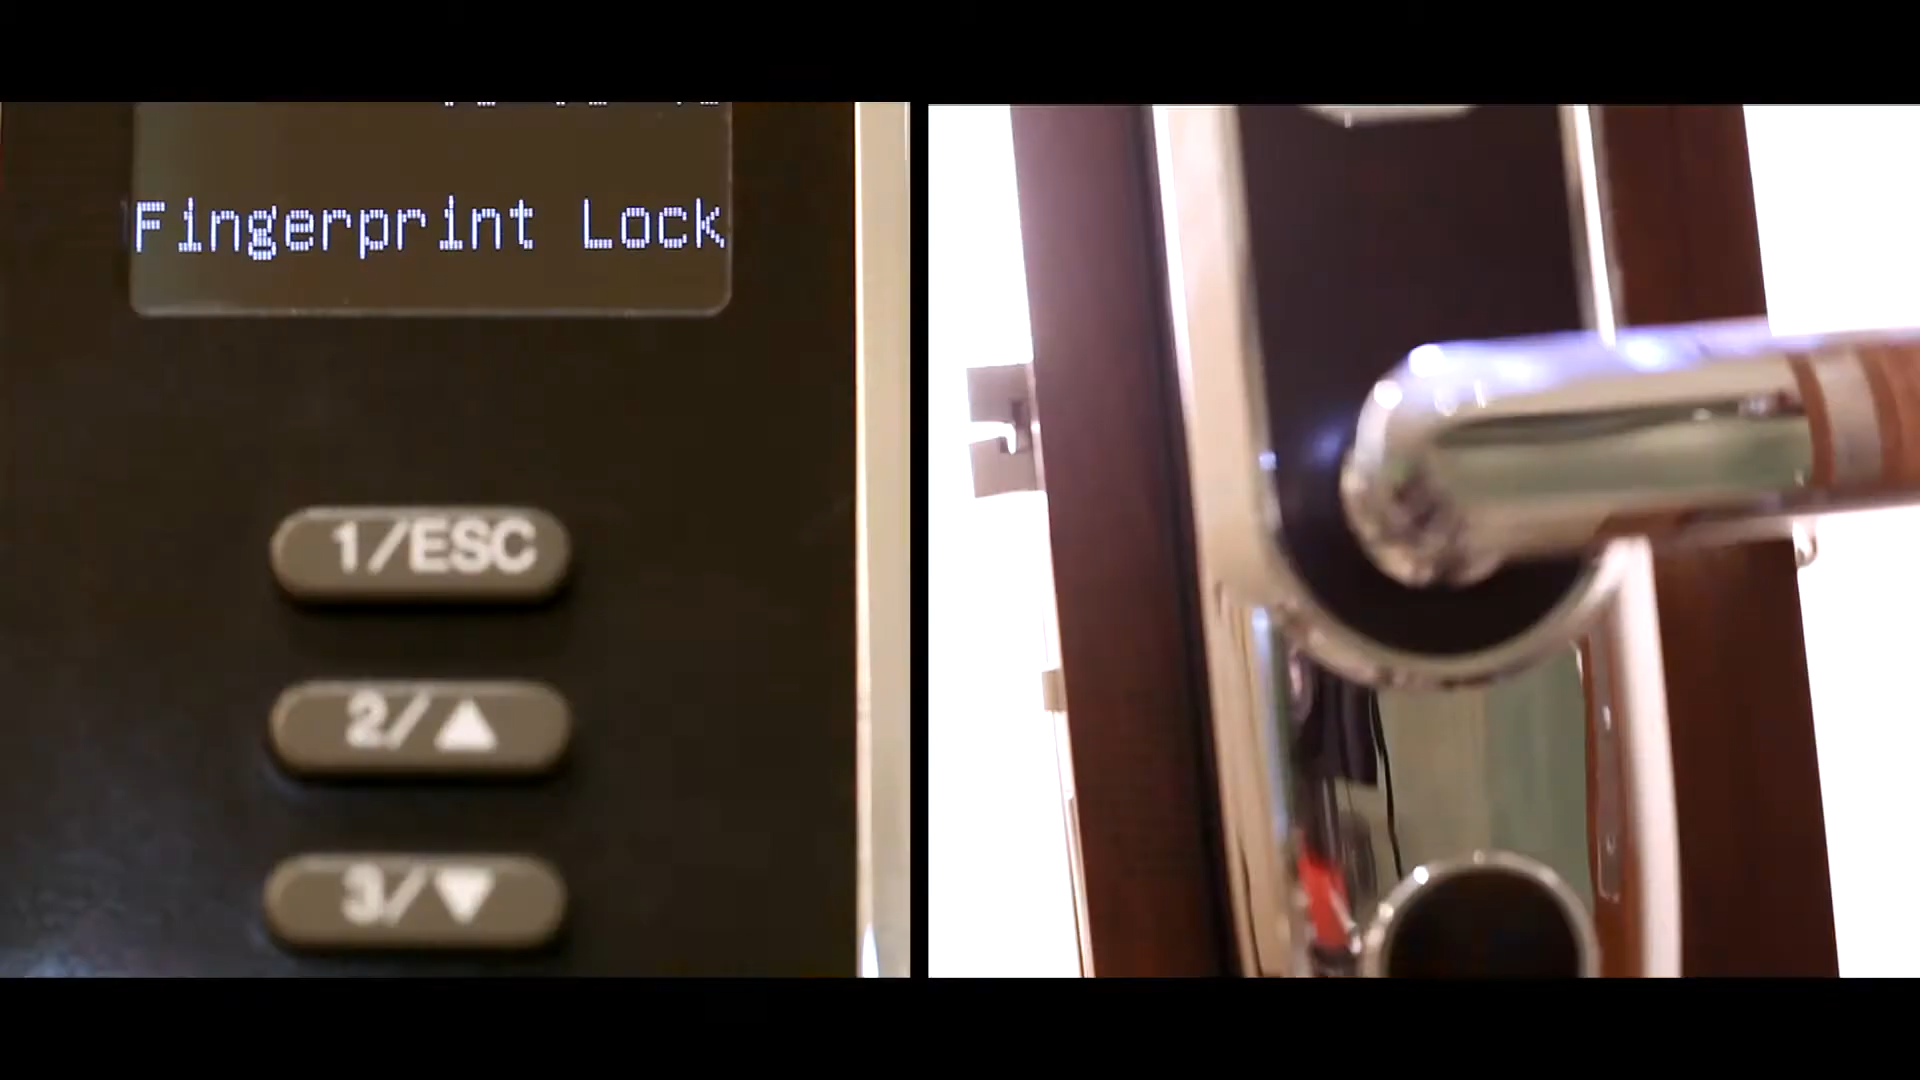 Fingerprint Lock
1/ESC
2/▲
3/▼